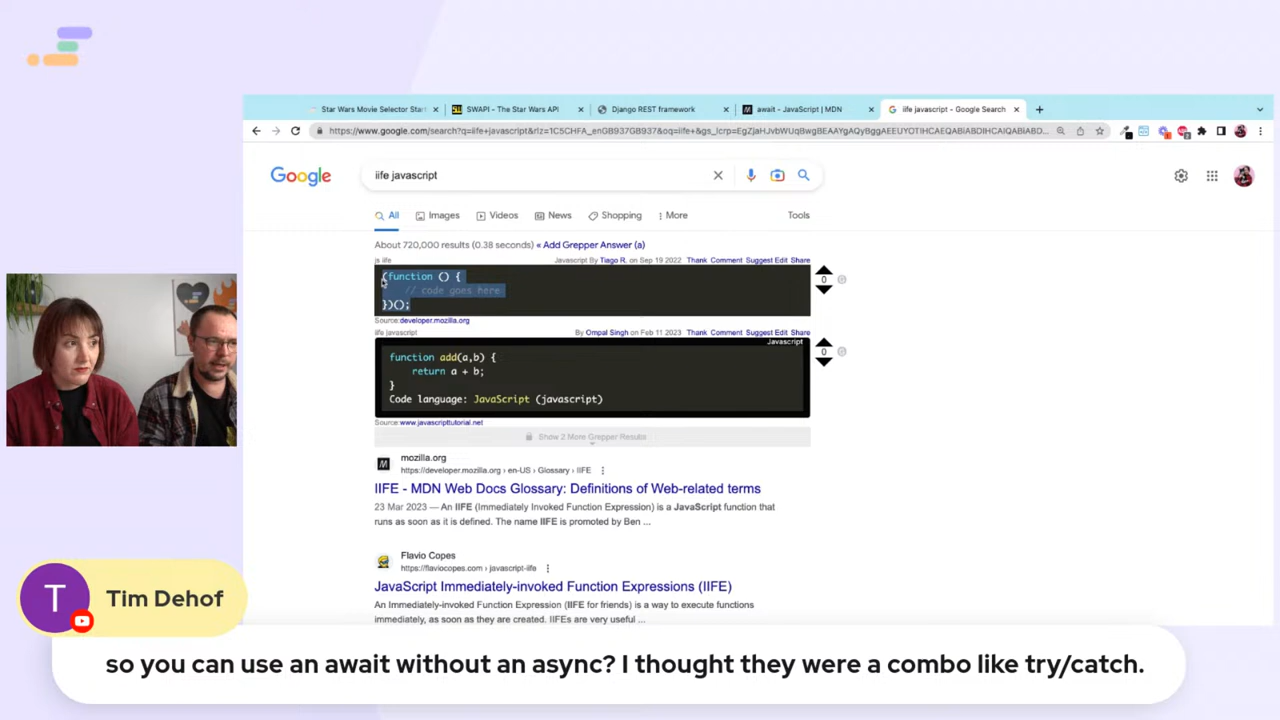 Star Wars Movie Selector Start
SWAPI - The Star Wars API
Django REST framework
await - JavaScript | MDN
iife javascript - Google Search
Google
iife javascript
All
Images
Videos
News
Shopping
More
Tools
About 720,000 results (0.38 seconds) « Add Grepper Answer (a)
js iife
Javascript By Tiago R. on Sep 19 2022 Thank Comment Suggest Edit Share
(function () {
// code goes here
})();
0
Source:developer.mozilla.org
iife javascript
By Ompal Singh on Feb 11 2023 Thank Comment Suggest Edit Share
Javascript
function add(a,b) {
return a + b;
}
Code language: JavaScript (javascript)
0
Source:www.javascripttutorial.net
Show 2 More Grepper Results
mozilla.org
https://developer.mozilla.org › en-US › Glossary › IIFE
IIFE - MDN Web Docs Glossary: Definitions of Web-related terms
23 Mar 2023 — An IIFE (Immediately Invoked Function Expression) is a JavaScript function that
runs as soon as it is defined. The name IIFE is promoted by Ben ...
Flavio Copes
https://flaviocopes.com › javascript-iife
JavaScript Immediately-invoked Function Expressions (IIFE)
An Immediately-invoked Function Expression (IIFE for friends) is a way to execute functions
immediately, as soon as they are created. IIFEs are very useful ...
T
Tim Dehof
so you can use an await without an async? I thought they were a combo like try/catch.